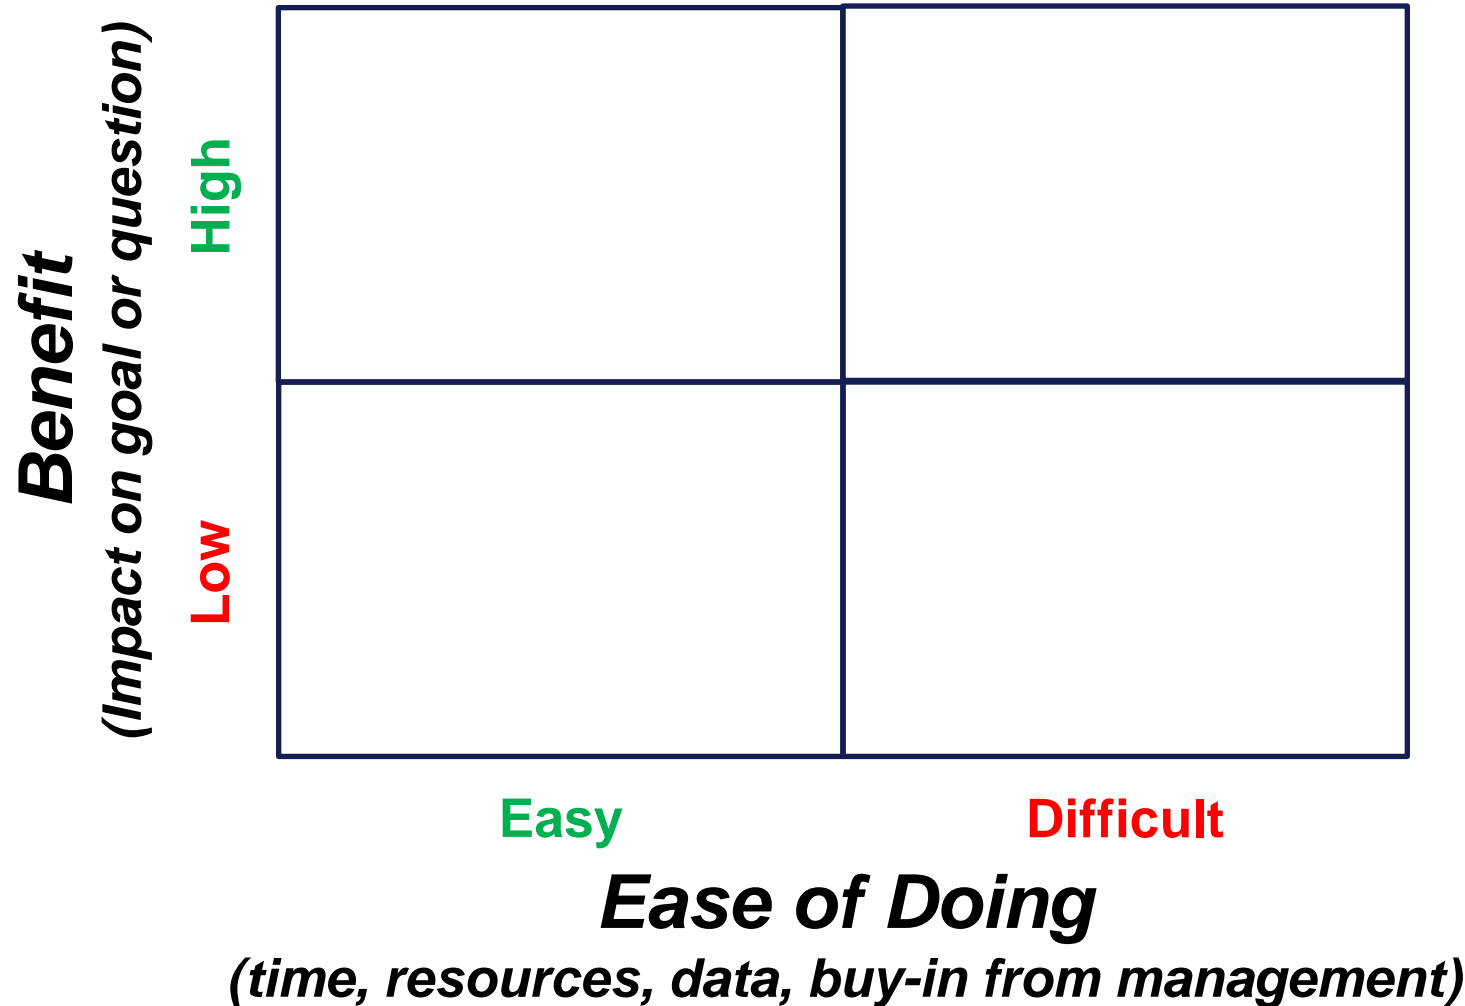 Benefit
(Impact on goal or question)
High
Low
Easy
Difficult
Ease of Doing
(time, resources, data, buy-in from management)